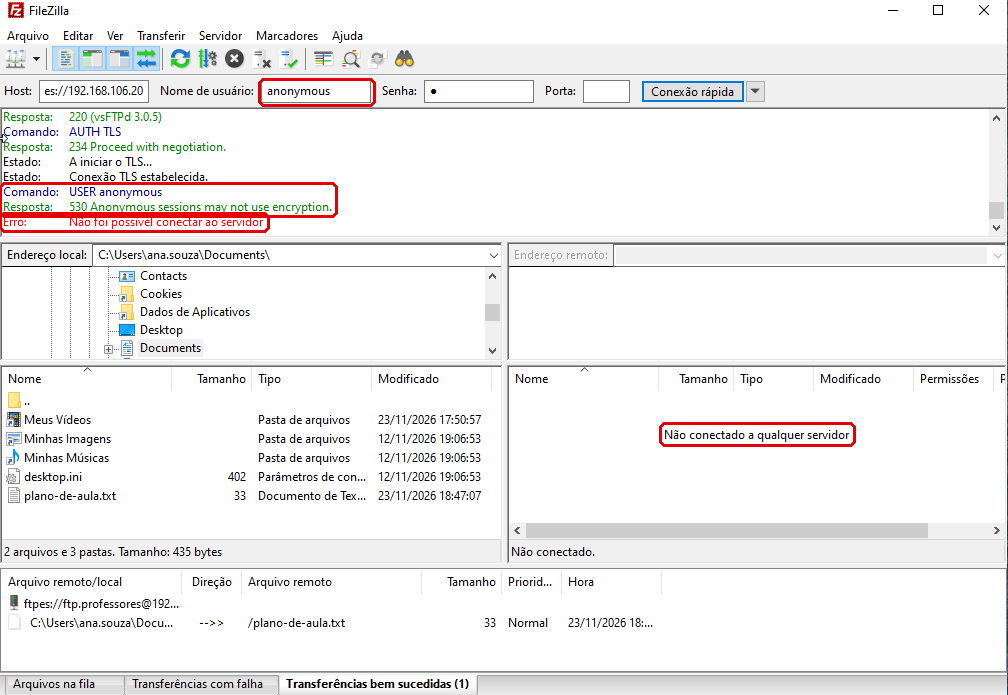 FileZilla
Arquivo Editar Ver Transferir Servidor Marcadores Ajuda
Host: es://192.168.106.20 Nome de usuário: anonymous Senha: ● Porta: Conexão rápida
Resposta: 220 (vsFTPd 3.0.5)
Comando: AUTH TLS
Resposta: 234 Proceed with negotiation.
Estado: A iniciar o TLS...
Estado: Conexão TLS estabelecida.
Comando: USER anonymous
Resposta: 530 Anonymous sessions may not use encryption.
Erro: Não foi possível conectar ao servidor
Endereço local: C:\Users\ana.souza\Documents\
Endereço remoto:
Contacts
Cookies
Dados de Aplicativos
Desktop
Documents
Nome Tamanho Tipo Modificado
..
Meus Vídeos Pasta de arquivos 23/11/2026 17:50:57
Minhas Imagens Pasta de arquivos 12/11/2026 19:06:53
Minhas Músicas Pasta de arquivos 12/11/2026 19:06:53
desktop.ini 402 Parâmetros de con... 12/11/2026 19:06:53
plano-de-aula.txt 33 Documento de Tex... 23/11/2026 18:47:07
2 arquivos e 3 pastas. Tamanho: 435 bytes
Nome Tamanho Tipo Modificado Permissões P
Não conectado a qualquer servidor
Não conectado.
Arquivo remoto/local Direção Arquivo remoto Tamanho Priorid... Hora
ftpes://ftp.professores@192...
C:\Users\ana.souza\Docu... -->> /plano-de-aula.txt 33 Normal 23/11/2026 18:...
Arquivos na fila Transferências com falha Transferências bem sucedidas (1)